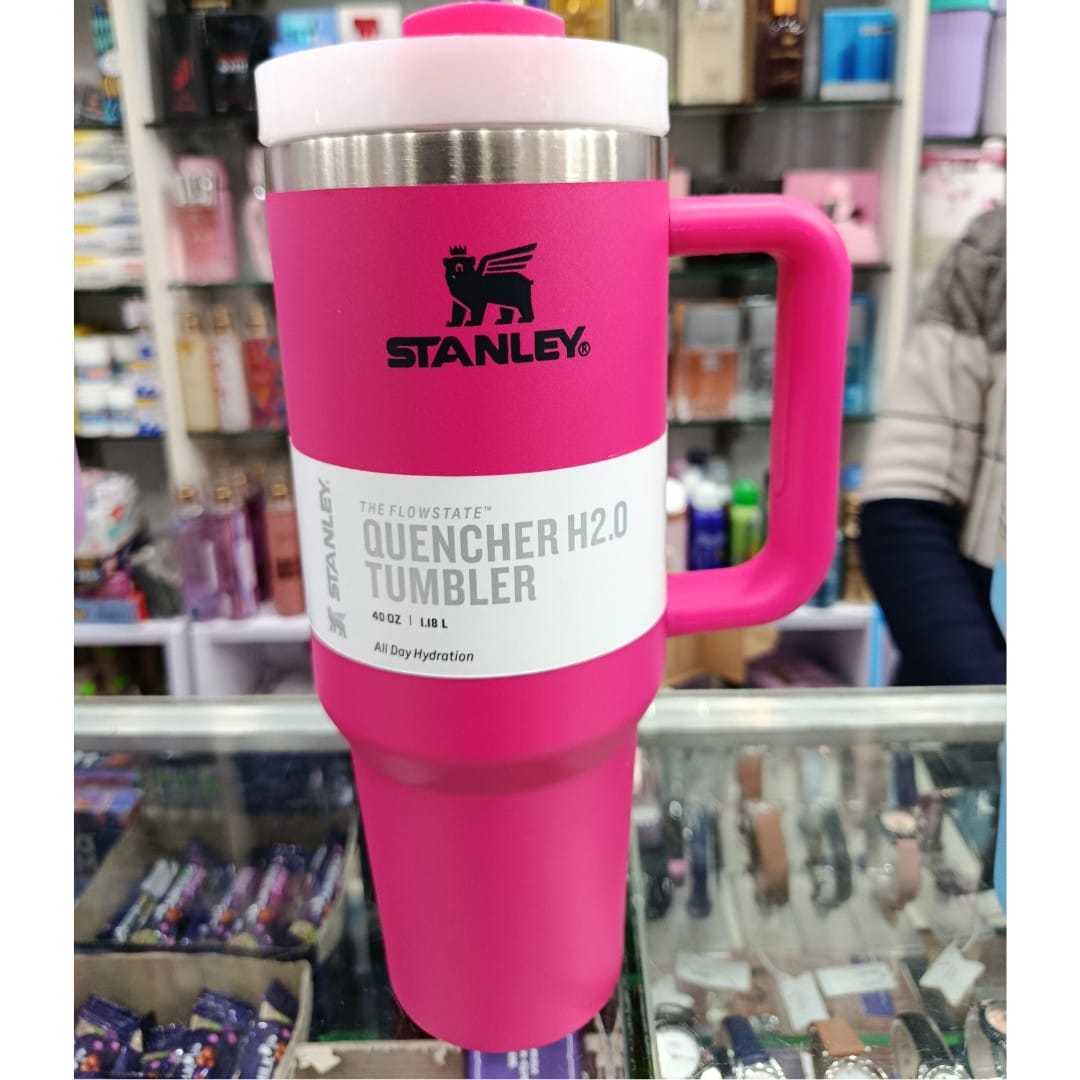 STANLEY®
STANLEY
THE FLOWSTATE™
QUENCHER H2.0
TUMBLER
40 OZ | 1.18 L
All Day Hydration